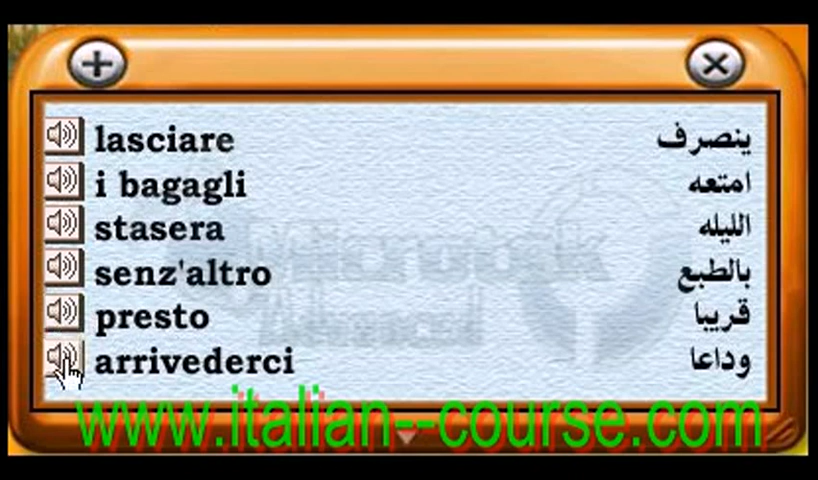 lasciare ينصرف
i bagagli امتعه
stasera الليله
senz'altro بالطبع
presto قريبا
arrivederci وداعا
www.italian--course.com